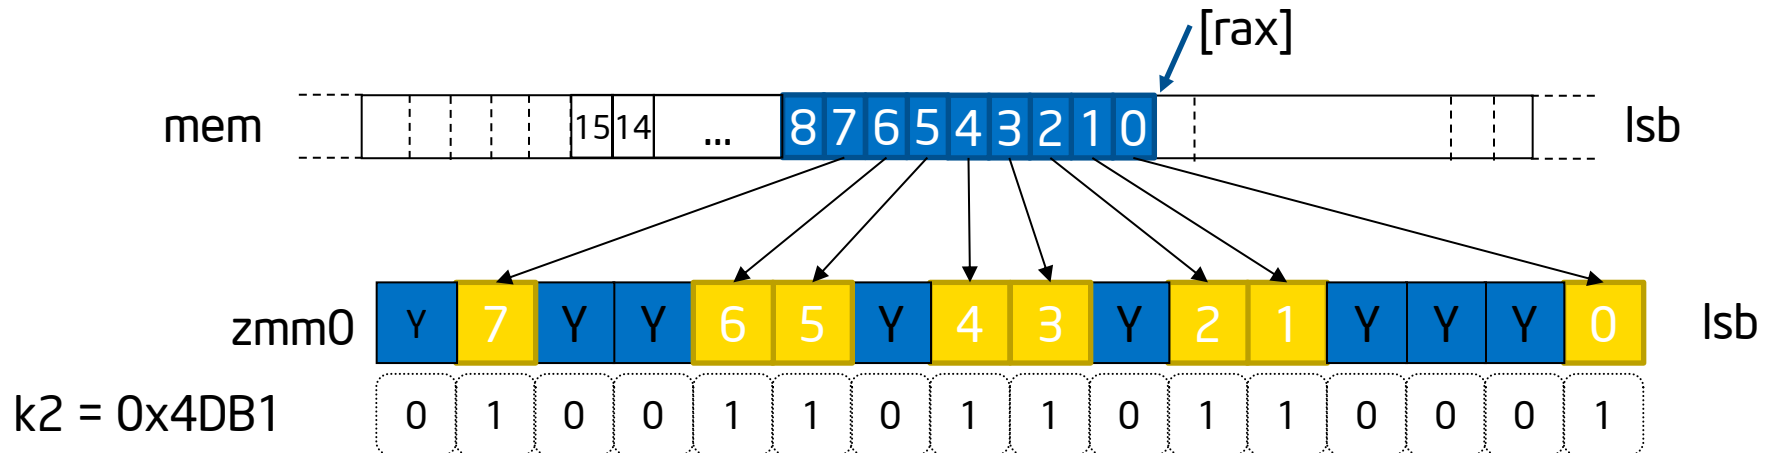 [rax]
mem 15 14 ... 8 7 6 5 4 3 2 1 0 lsb
zmm0 Y 7 Y Y 6 5 Y 4 3 Y 2 1 Y Y Y 0 lsb
k2 = 0x4DB1 0 1 0 0 1 1 0 1 1 0 1 1 0 0 0 1